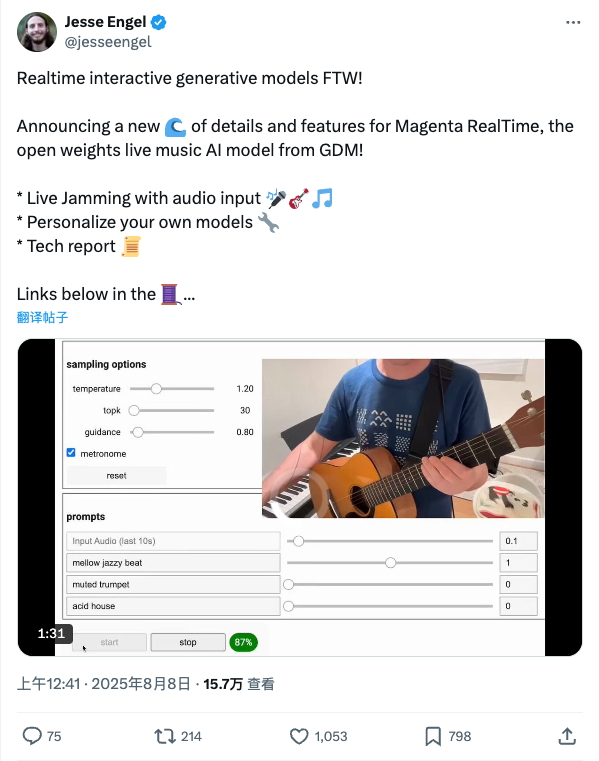 Jesse Engel
@jesseengel
Realtime interactive generative models FTW!
Announcing a new 🌊 of details and features for Magenta RealTime, the
open weights live music AI model from GDM!
* Live Jamming with audio input 🎤🎸🎵
* Personalize your own models 🔧
* Tech report 📜
Links below in the 🧵...
翻译帖子
sampling options
temperature 1.20
topk 30
guidance 0.80
metronome
reset
prompts
Input Audio (last 10s) 0.1
mellow jazzy beat 1
muted trumpet 0
acid house 0
1:31 start stop 87%
上午12:41 · 2025年8月8日 · 15.7万 查看
75 214 1,053 798